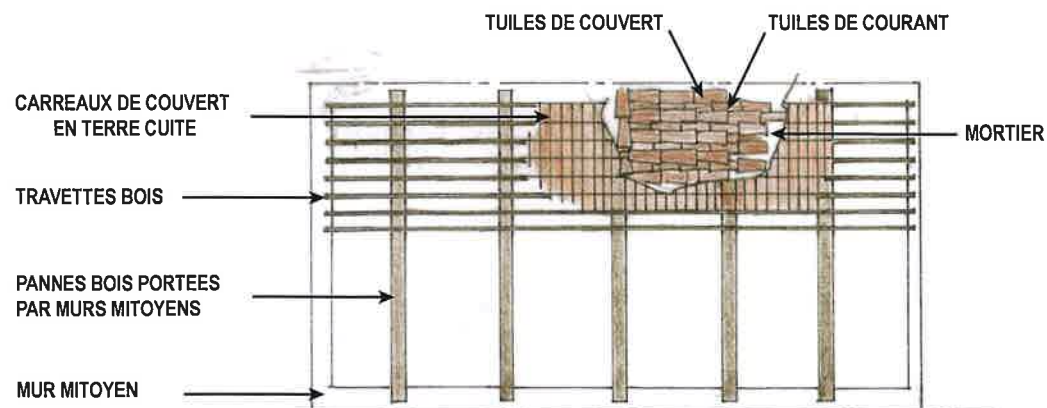 TUILES DE COUVERT
TUILES DE COURANT
CARREAUX DE COUVERT
EN TERRE CUITE
MORTIER
TRAVETTES BOIS
PANNES BOIS PORTEES
PAR MURS MITOYENS
MUR MITOYEN